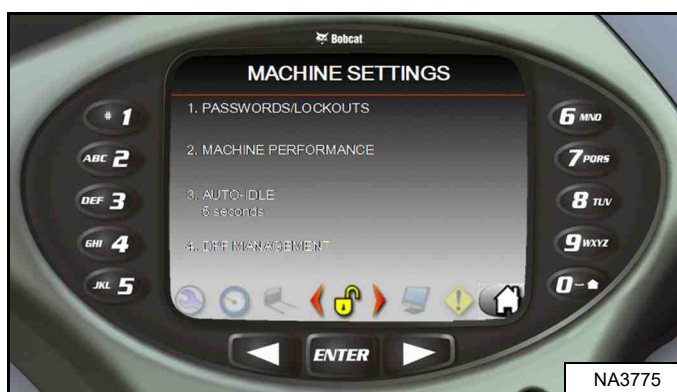 Bobcat
MACHINE SETTINGS
1. PASSWORDS/LOCKOUTS
2. MACHINE PERFORMANCE
3. AUTO-IDLE
5 seconds
4. DPF MANAGEMENT
# 1
ABC 2
DEF 3
GHI 4
JKL 5
6 MNO
7 PQRS
8 TUV
9 WXYZ
0-
ENTER
NA3775